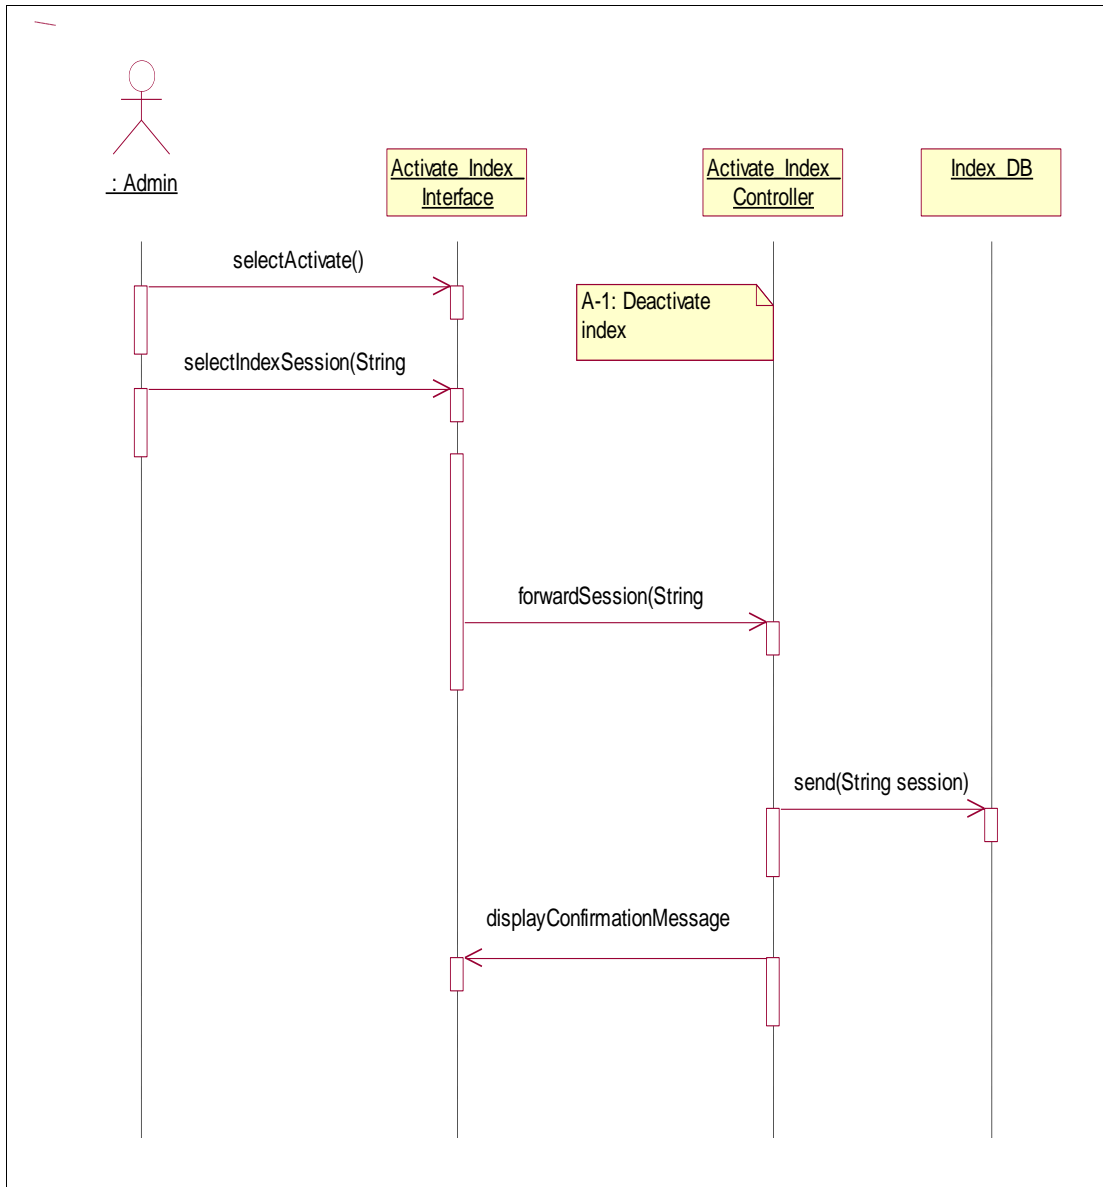 : Admin
Activate_Index_
Interface
Activate_Index_
Controller
Index_DB
selectActivate()
A-1: Deactivate
index
selectIndexSession(String
forwardSession(String
send(String session)
displayConfirmationMessage